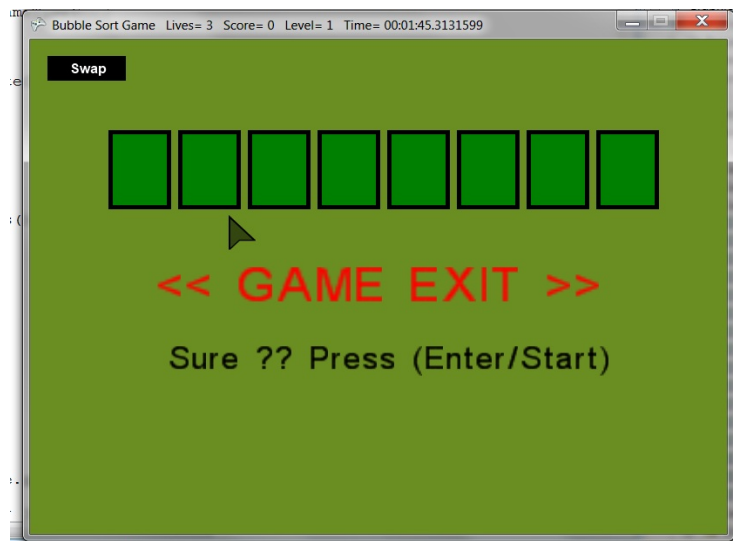 Bubble Sort Game Lives= 3 Score= 0 Level= 1 Time= 00:01:45.3131599
Swap
<< GAME EXIT >>
Sure ?? Press (Enter/Start)